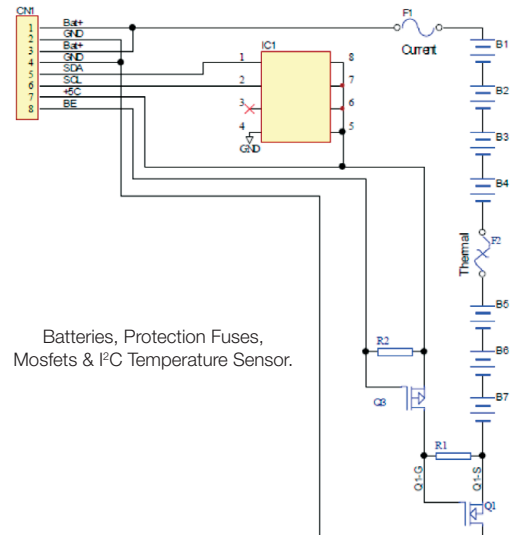 CN1
Bat+
GND
Bat+
GND
SDA
SCL
+5C
BE
1
2
3
4
5
6
7
8
IC1
1
2
3
4
8
7
6
5
GND
F1
Current
B1
B2
B3
B4
F2
Thermal
B5
B6
B7
Batteries, Protection Fuses,
Mosfets & I²C Temperature Sensor.
R2
Q3
R1
Q1-G
Q1-S
Q1